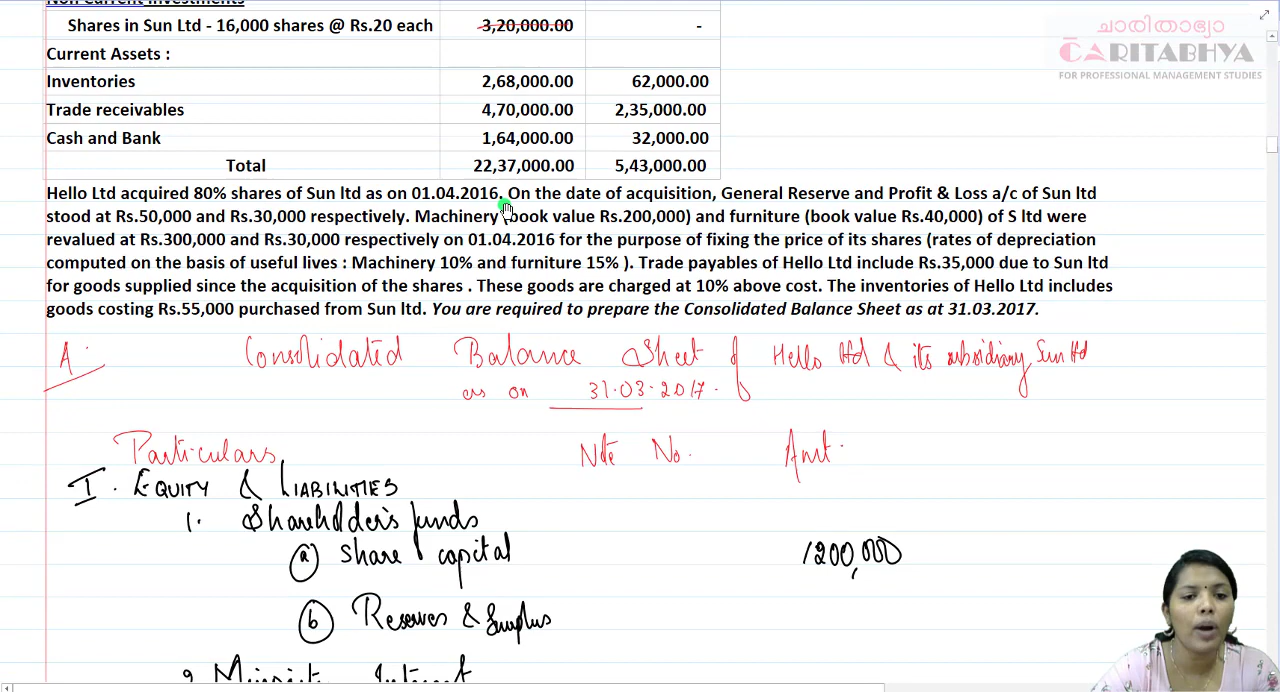 Non Current Investments
Shares in Sun Ltd - 16,000 shares @ Rs.20 each 3,20,000.00 -
Current Assets :
Inventories 2,68,000.00 62,000.00
Trade receivables 4,70,000.00 2,35,000.00
Cash and Bank 1,64,000.00 32,000.00
Total 22,37,000.00 5,43,000.00
ചാരിതാഭ്യാ
CARITABHYA
FOR PROFESSIONAL MANAGEMENT STUDIES
Hello Ltd acquired 80% shares of Sun ltd as on 01.04.2016. On the date of acquisition, General Reserve and Profit & Loss a/c of Sun ltd
stood at Rs.50,000 and Rs.30,000 respectively. Machinery (book value Rs.200,000) and furniture (book value Rs.40,000) of S ltd were
revalued at Rs.300,000 and Rs.30,000 respectively on 01.04.2016 for the purpose of fixing the price of its shares (rates of depreciation
computed on the basis of useful lives : Machinery 10% and furniture 15% ). Trade payables of Hello Ltd include Rs.35,000 due to Sun ltd
for goods supplied since the acquisition of the shares . These goods are charged at 10% above cost. The inventories of Hello Ltd includes
goods costing Rs.55,000 purchased from Sun ltd. You are required to prepare the Consolidated Balance Sheet as at 31.03.2017.
A: Consolidated Balance Sheet of Hello ltd & its subsidiary Sun ltd
as on 31.03.2017.
Particulars Note No. Amt.
I. EQUITY & LIABILITIES
1. Shareholder's funds
(a) Share capital 1200,000
(b) Reserves & Surplus
2. Minority Interest